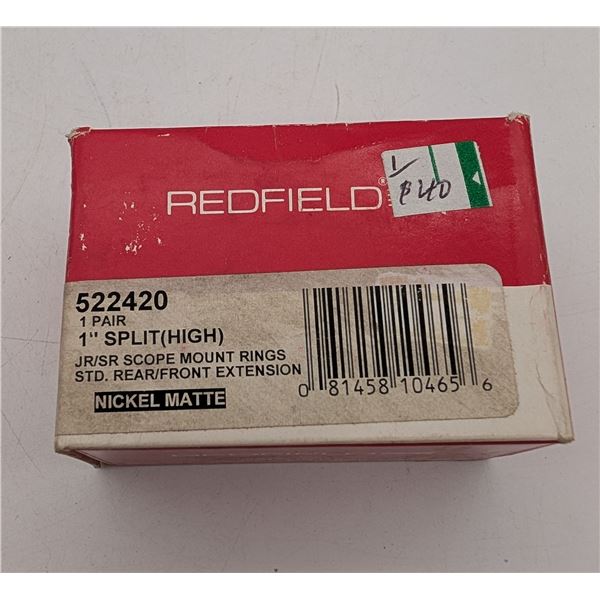 REDFIELD®
1/
$40
522420
1 PAIR
1" SPLIT(HIGH)
JR/SR SCOPE MOUNT RINGS
STD. REAR/FRONT EXTENSION
NICKEL MATTE
0 81458 10465 6